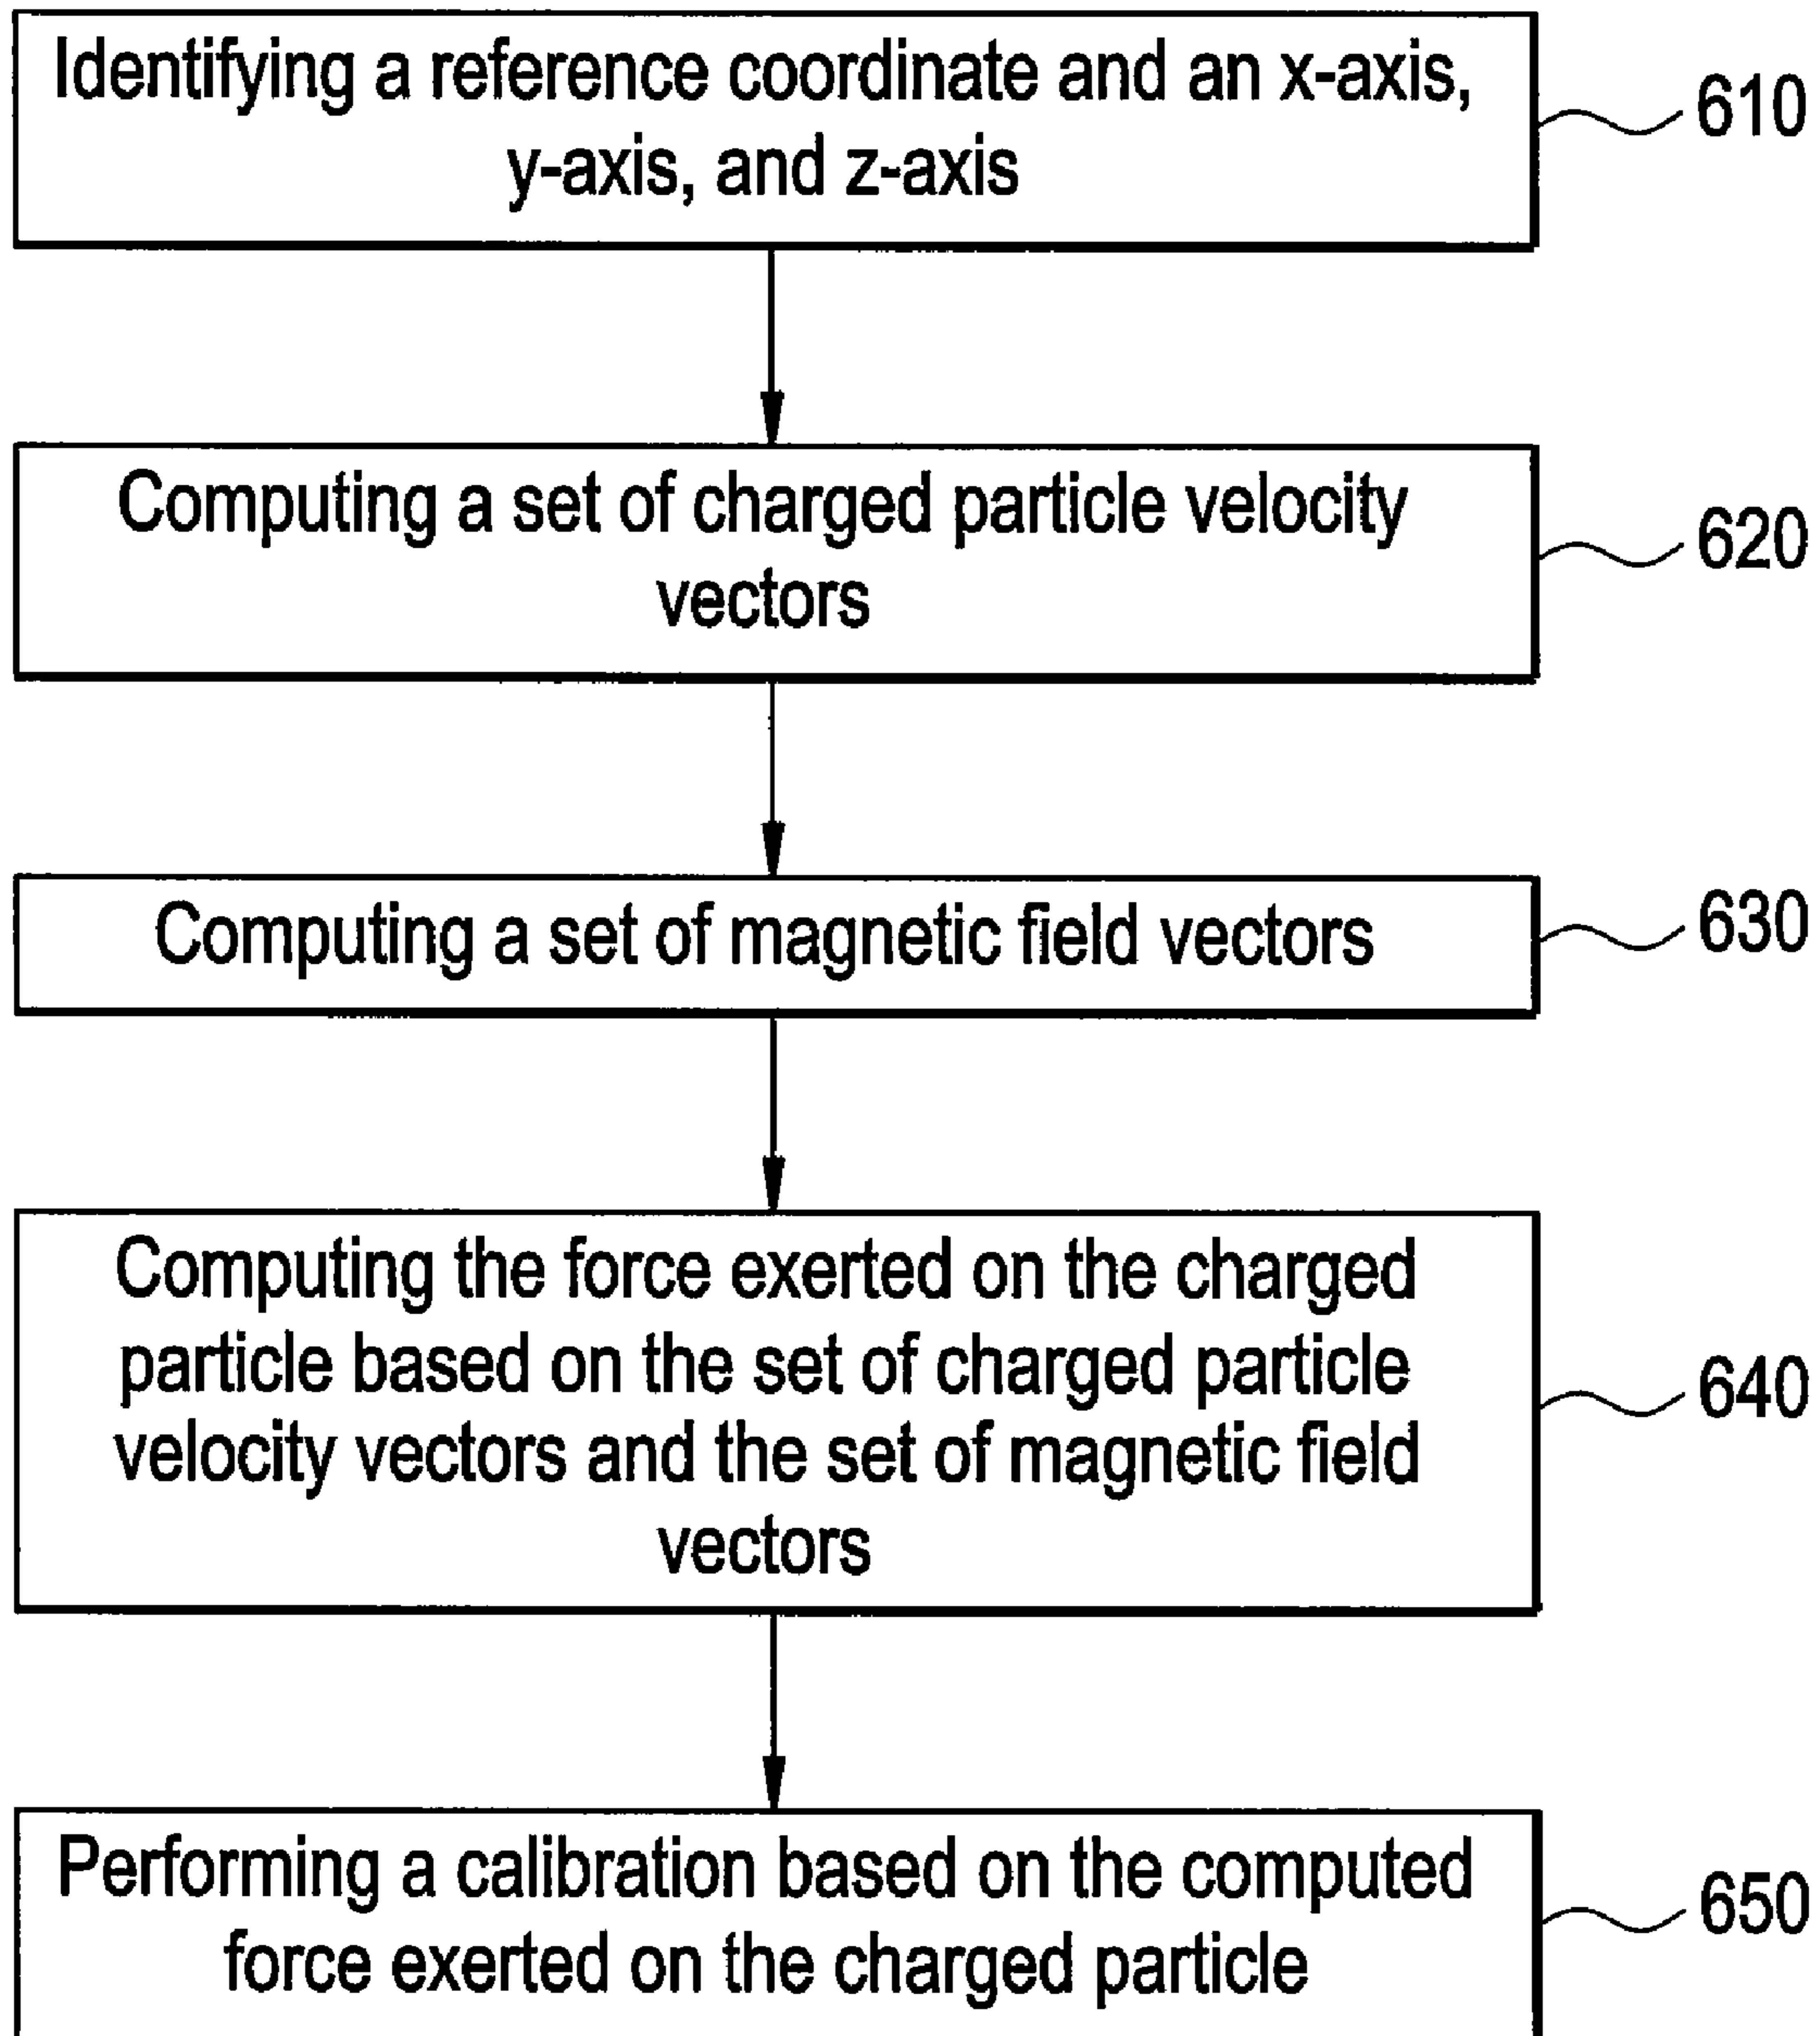 Identifying a reference coordinate and an x-axis,
y-axis, and z-axis
610
Computing a set of charged particle velocity
vectors
620
Computing a set of magnetic field vectors
630
Computing the force exerted on the charged
particle based on the set of charged particle
velocity vectors and the set of magnetic field
vectors
640
Performing a calibration based on the computed
force exerted on the charged particle
650